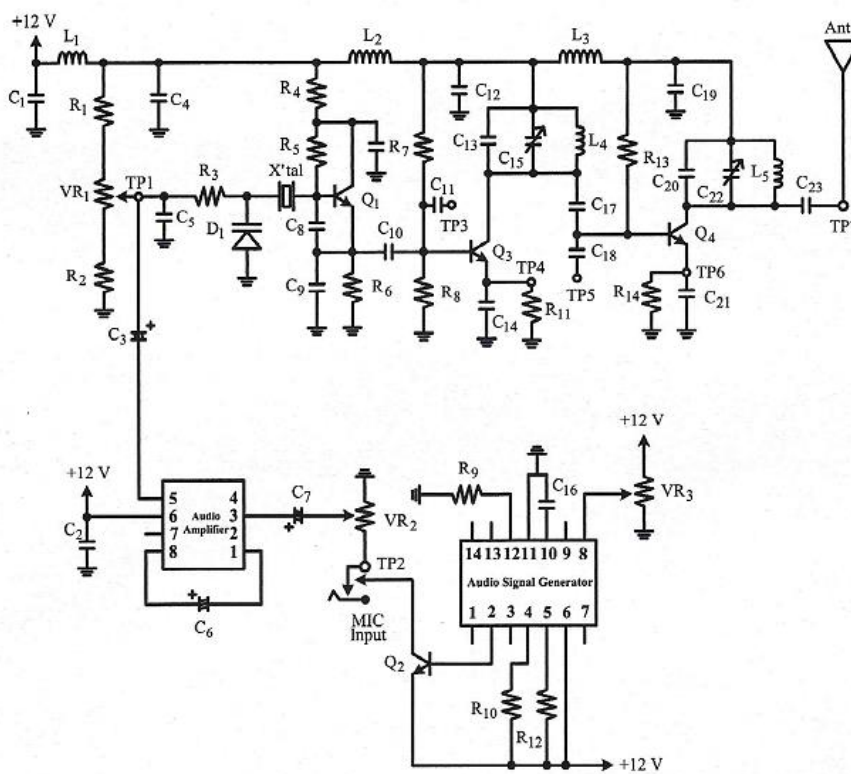 +12 V
L1
L2
L3
Ant
C1
R1
C4
R4
R5
R7
C12
C13
C15
L4
R13
C19
C20
C22
L5
C23
VR1
TP1
R3
X'tal
Q1
C11
TP3
C17
Q4
C5
D1
C8
C10
Q3
C18
TP6
R2
C9
R6
R8
TP4
C14
R11
TP5
R14
C21
C3
+
+12 V
+12 V
C2
5 4
6 3
7 2
8 1
Audio
Amplifier
C7
+
VR2
R9
C16
VR3
TP2
14 13 12 11 10 9 8
Audio Signal Generator
1 2 3 4 5 6 7
+
C6
MIC
Input
Q2
R10
R12
+12 V